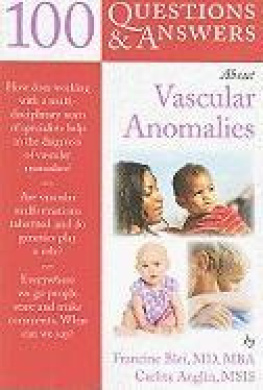 100 QUESTIONS
& ANSWERS
About
Vascular
Anomalies
How does working
with a multi-
disciplinary team
of specialists help
in the diagnosis
of vascular
anomalies?
Are vascular
malformations
inherited and do
genetics play
a role?
Everywhere
we go people
stare and make
comments. What
can we say?
by
Francine Blei, MD, MBA
Anglin, MSIS